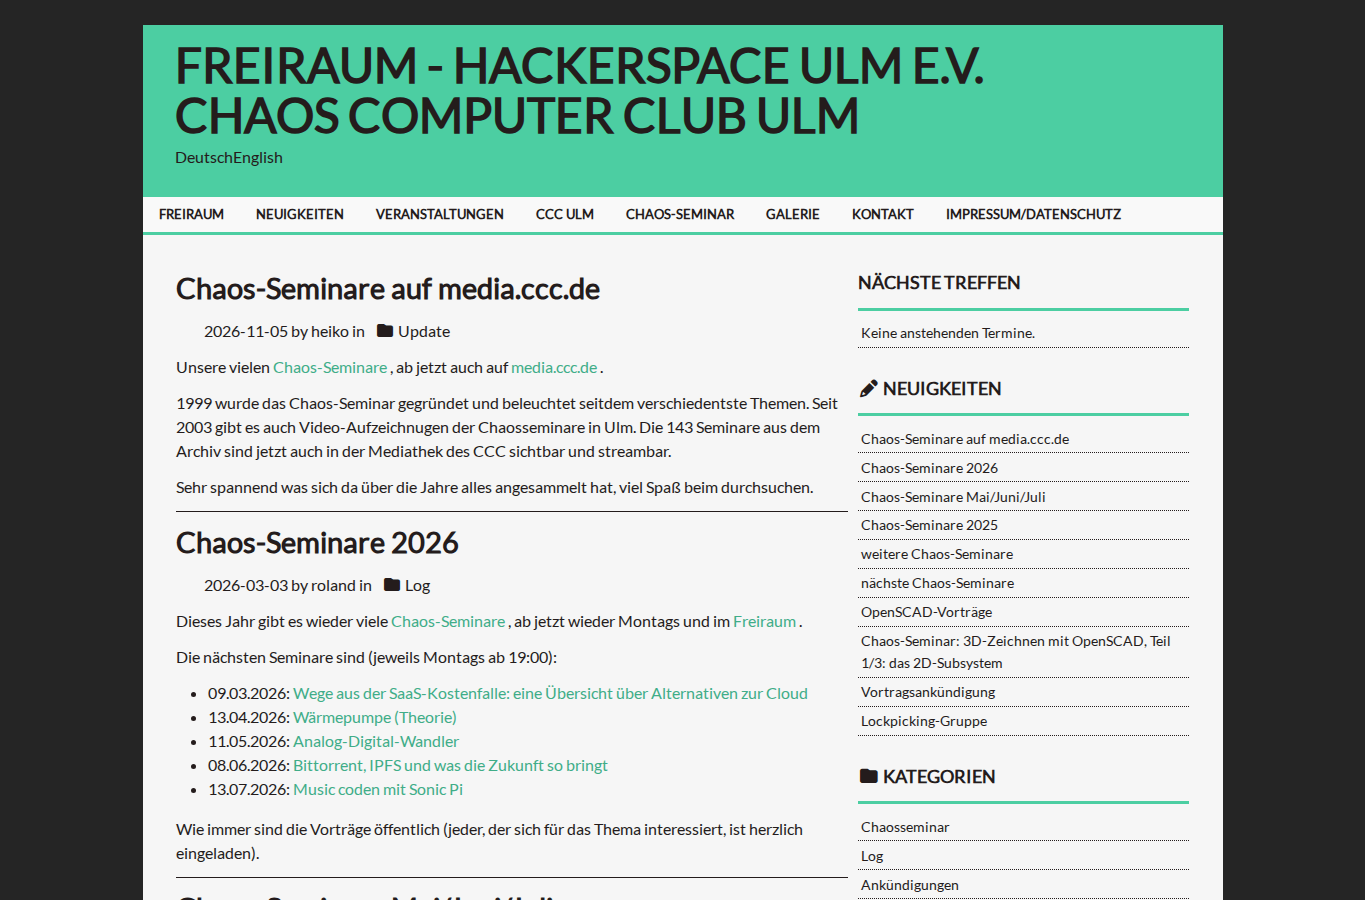 FREIRAUM - HACKERSPACE ULM E.V.
CHAOS COMPUTER CLUB ULM
DeutschEnglish
FREIRAUM NEUIGKEITEN VERANSTALTUNGEN CCC ULM CHAOS-SEMINAR GALERIE KONTAKT IMPRESSUM/DATENSCHUTZ
Chaos-Seminare auf media.ccc.de
2026-11-05 by heiko in Update
Unsere vielen Chaos-Seminare , ab jetzt auch auf media.ccc.de .
1999 wurde das Chaos-Seminar gegründet und beleuchtet seitdem verschiedentste Themen. Seit
2003 gibt es auch Video-Aufzeichnugen der Chaosseminare in Ulm. Die 143 Seminare aus dem
Archiv sind jetzt auch in der Mediathek des CCC sichtbar und streambar.
Sehr spannend was sich da über die Jahre alles angesammelt hat, viel Spaß beim durchsuchen.
Chaos-Seminare 2026
2026-03-03 by roland in Log
Dieses Jahr gibt es wieder viele Chaos-Seminare , ab jetzt wieder Montags und im Freiraum .
Die nächsten Seminare sind (jeweils Montags ab 19:00):
• 09.03.2026: Wege aus der SaaS-Kostenfalle: eine Übersicht über Alternativen zur Cloud
• 13.04.2026: Wärmepumpe (Theorie)
• 11.05.2026: Analog-Digital-Wandler
• 08.06.2026: Bittorrent, IPFS und was die Zukunft so bringt
• 13.07.2026: Music coden mit Sonic Pi
Wie immer sind die Vorträge öffentlich (jeder, der sich für das Thema interessiert, ist herzlich
eingeladen).
NÄCHSTE TREFFEN
Keine anstehenden Termine.
NEUIGKEITEN
Chaos-Seminare auf media.ccc.de
Chaos-Seminare 2026
Chaos-Seminare Mai/Juni/Juli
Chaos-Seminare 2025
weitere Chaos-Seminare
nächste Chaos-Seminare
OpenSCAD-Vorträge
Chaos-Seminar: 3D-Zeichnen mit OpenSCAD, Teil
1/3: das 2D-Subsystem
Vortragsankündigung
Lockpicking-Gruppe
KATEGORIEN
Chaosseminar
Log
Ankündigungen